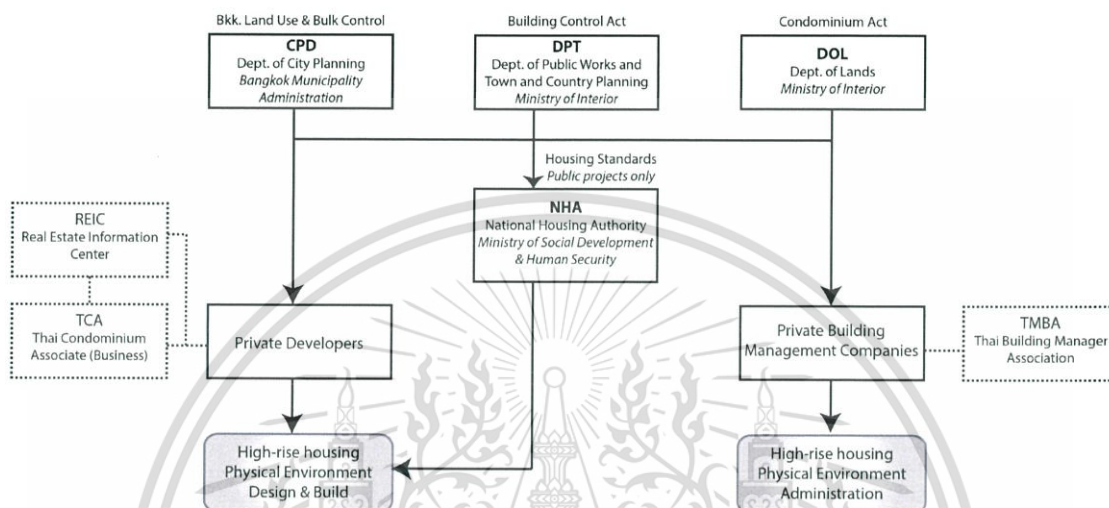 Bkk. Land Use & Bulk Control
CPD
Dept. of City Planning
Bangkok Municipality
Administration
Building Control Act
DPT
Dept. of Public Works and
Town and Country Planning
Ministry of Interior
Condominium Act
DOL
Dept. of Lands
Ministry of Interior
Housing Standards
Public projects only
NHA
National Housing Authority
Ministry of Social Development
& Human Security
REIC
Real Estate Information
Center
TCA
Thai Condominium
Associate (Business)
Private Developers
Private Building
Management Companies
TMBA
Thai Building Manager
Association
High-rise housing
Physical Environment
Design & Build
High-rise housing
Physical Environment
Administration